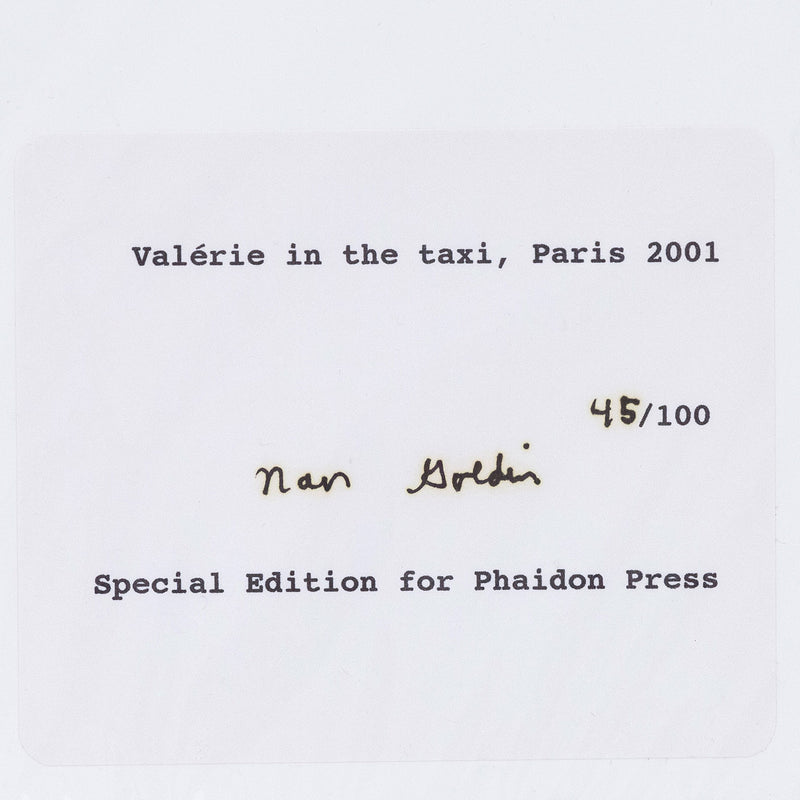 Valérie in the taxi, Paris 2001
45/100
Nan Goldin
Special Edition for Phaidon Press